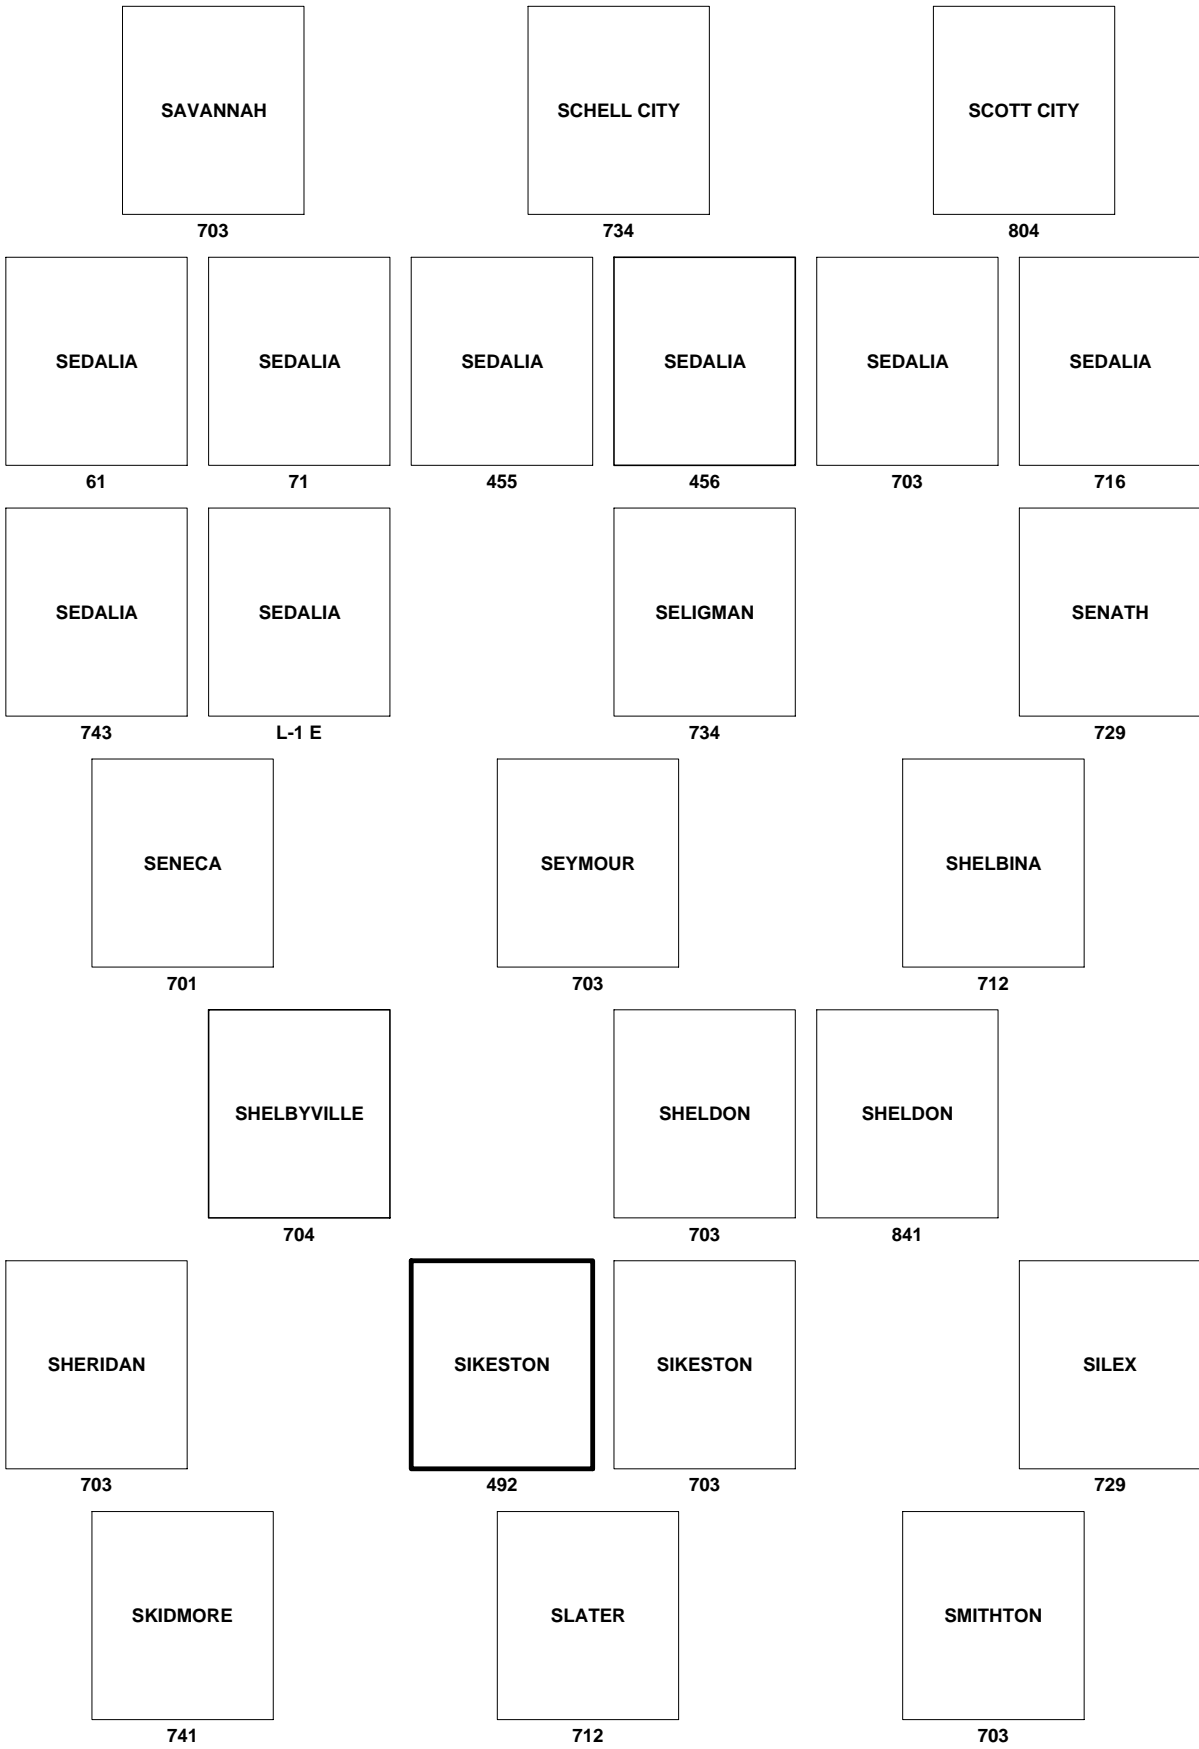 SAVANNAH SCHELL CITY SCOTT CITY
703 734 804
SEDALIA SEDALIA SEDALIA SEDALIA SEDALIA SEDALIA
61 71 455 456 703 716
SEDALIA SEDALIA SELIGMAN SENATH
743 L-1 E 734 729
SENECA SEYMOUR SHELBINA
701 703 712
SHELBYVILLE SHELDON SHELDON
704 703 841
SHERIDAN SIKESTON SIKESTON SILEX
703 492 703 729
SKIDMORE SLATER SMITHTON
741 712 703